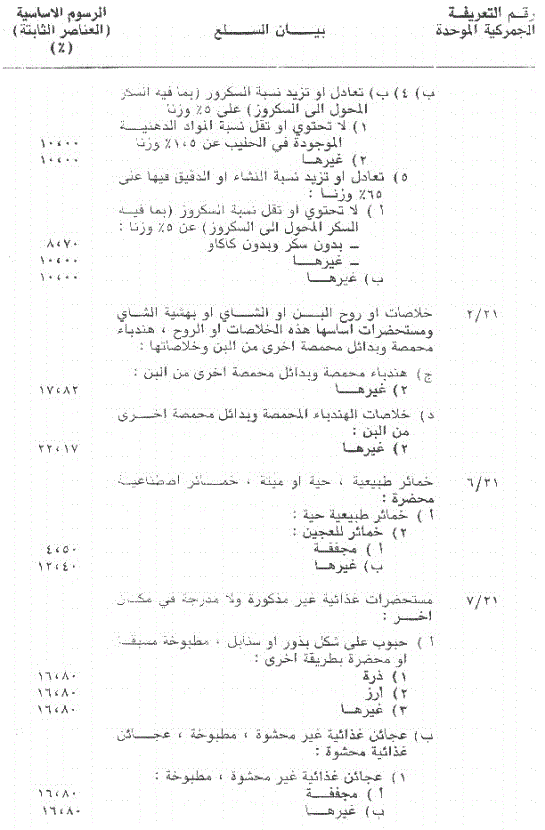 رقم التعريفة الجمركية الموحدة
بيان السلع
الرسوم الاساسية (العناصر الثابتة) (٪)
ب) ٤) ب) تعادل او تزيد نسبة السكروز (بما فيه السكر
المحول الى السكروز) على ٥٪ وزنا
١) لا تحتوي او تقل نسبة المواد الدهنية
الموجودة في الحليب عن ١،٥٪ وزنا ١٠،٠٠
٢) غيرها ١٠،٠٠
٥) تعادل او تزيد نسبة النشاء او الدقيق فيها على
٦٥٪ وزنا :
أ ) لا تحتوي او تقل نسبة السكروز (بما فيه
السكر المحول الى السكروز) عن ٥٪ وزنا :
– بدون سكر وبدون كاكاو ٨،٧٠
– غيرها ١٠،٠٠
ب) غيرها ١٠،٠٠
٢/٢١ خلاصات او روح البن او الشاي او بهشية الشاي
ومستحضرات اساسها هذه الخلاصات او الروح ، هندباء
محمصة وبدائل محمصة اخرى من البن وخلاصاتها :
ج) هندباء محمصة وبدائل محمصة اخرى من البن :
٢) غيرها ١٧،٨٢
د) خلاصات الهندباء المحمصة وبدائل محمصة اخرى
من البن :
٢) غيرها ٢٢،١٧
٦/٢١ خمائر طبيعية ، حية او ميتة ، خمائر اصطناعية
محضرة :
أ ) خمائر طبيعية حية :
٢) خمائر للعجين :
أ ) مجففة ٤،٥٠
ب) غيرها ١٢،٤٠
٧/٢١ مستحضرات غذائية غير مذكورة ولا مدرجة في مكان
اخر :
أ ) حبوب على شكل بذور او سنابل ، مطبوخة مسبقا
او محضرة بطريقة اخرى :
١) ذرة ١٦،٨٠
٢) أرز ١٦،٨٠
٣) غيرها ١٦،٨٠
ب) عجائن غذائية غير محشوة ، مطبوخة ، عجائن
غذائية محشوة :
١) عجائن غذائية غير محشوة ، مطبوخة :
أ ) مجففة ١٦،٨٠
ب) غيرها ١٦،٨٠